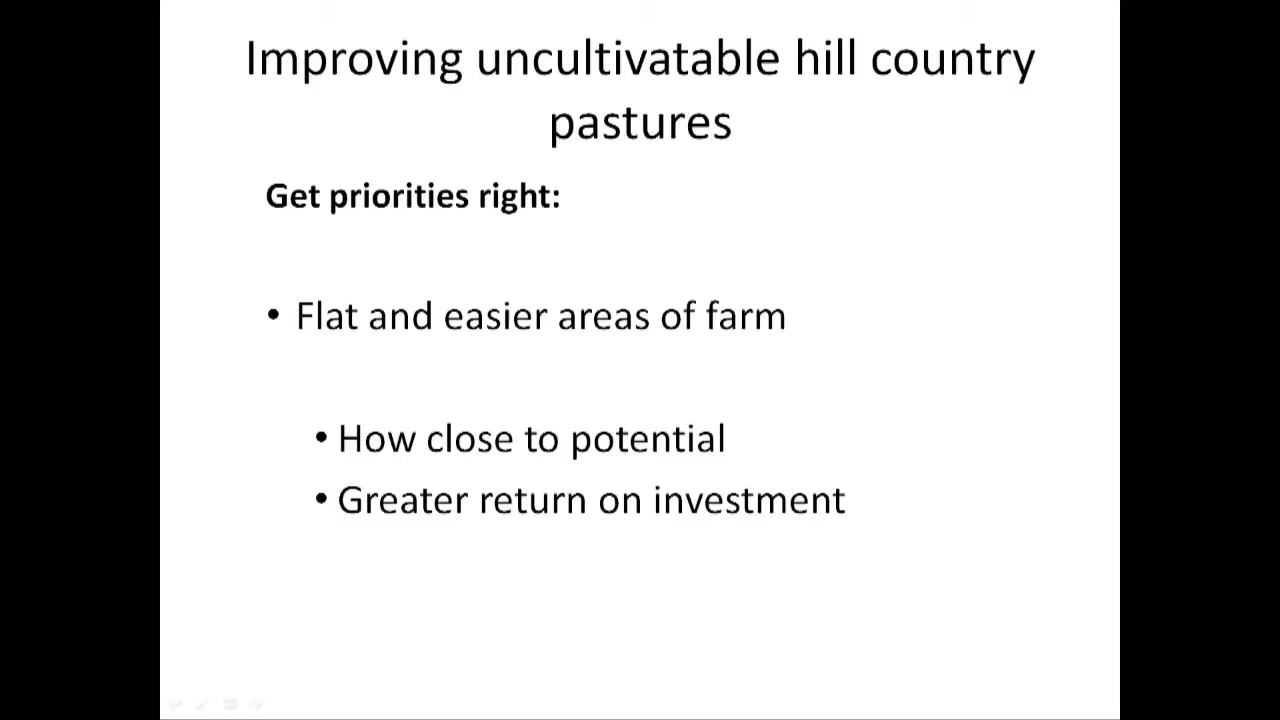 Improving uncultivatable hill country
pastures
Get priorities right:
• Flat and easier areas of farm
• How close to potential
• Greater return on investment